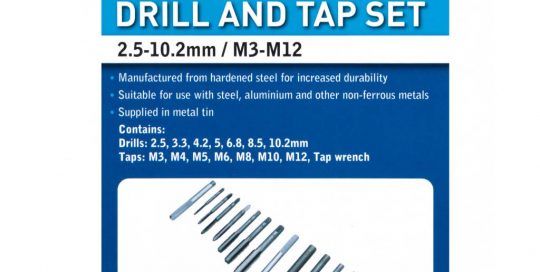 DRILL AND TAP SET
2.5-10.2mm / M3-M12
• Manufactured from hardened steel for increased durability
• Suitable for use with steel, aluminium and other non-ferrous metals
• Supplied in metal tin
Contains:
Drills: 2.5, 3.3, 4.2, 5, 6.8, 8.5, 10.2mm
Taps: M3, M4, M5, M6, M8, M10, M12, Tap wrench